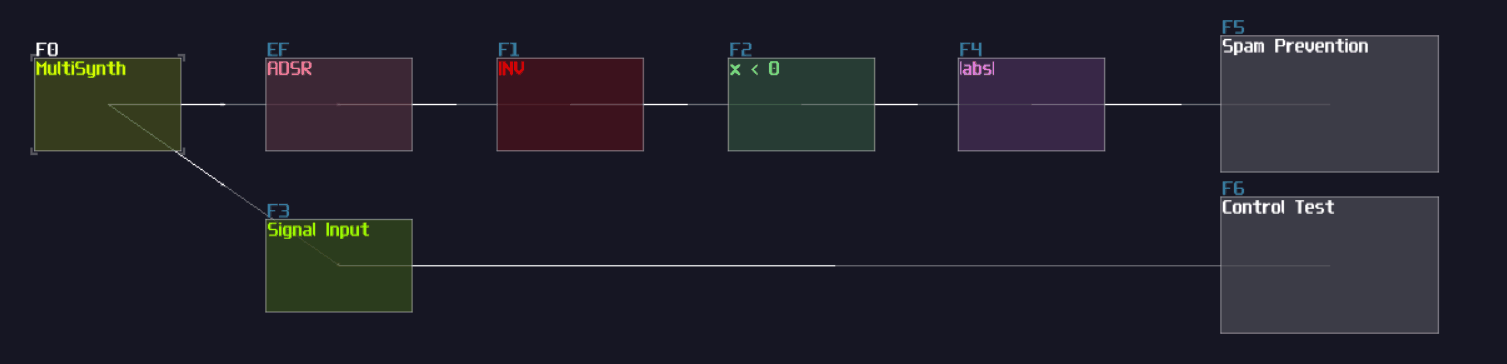 F0
MultiSynth
EF
ADSR
F1
INV
F2
x < 0
F4
|abs|
F5
Spam Prevention
F3
Signal Input
F6
Control Test